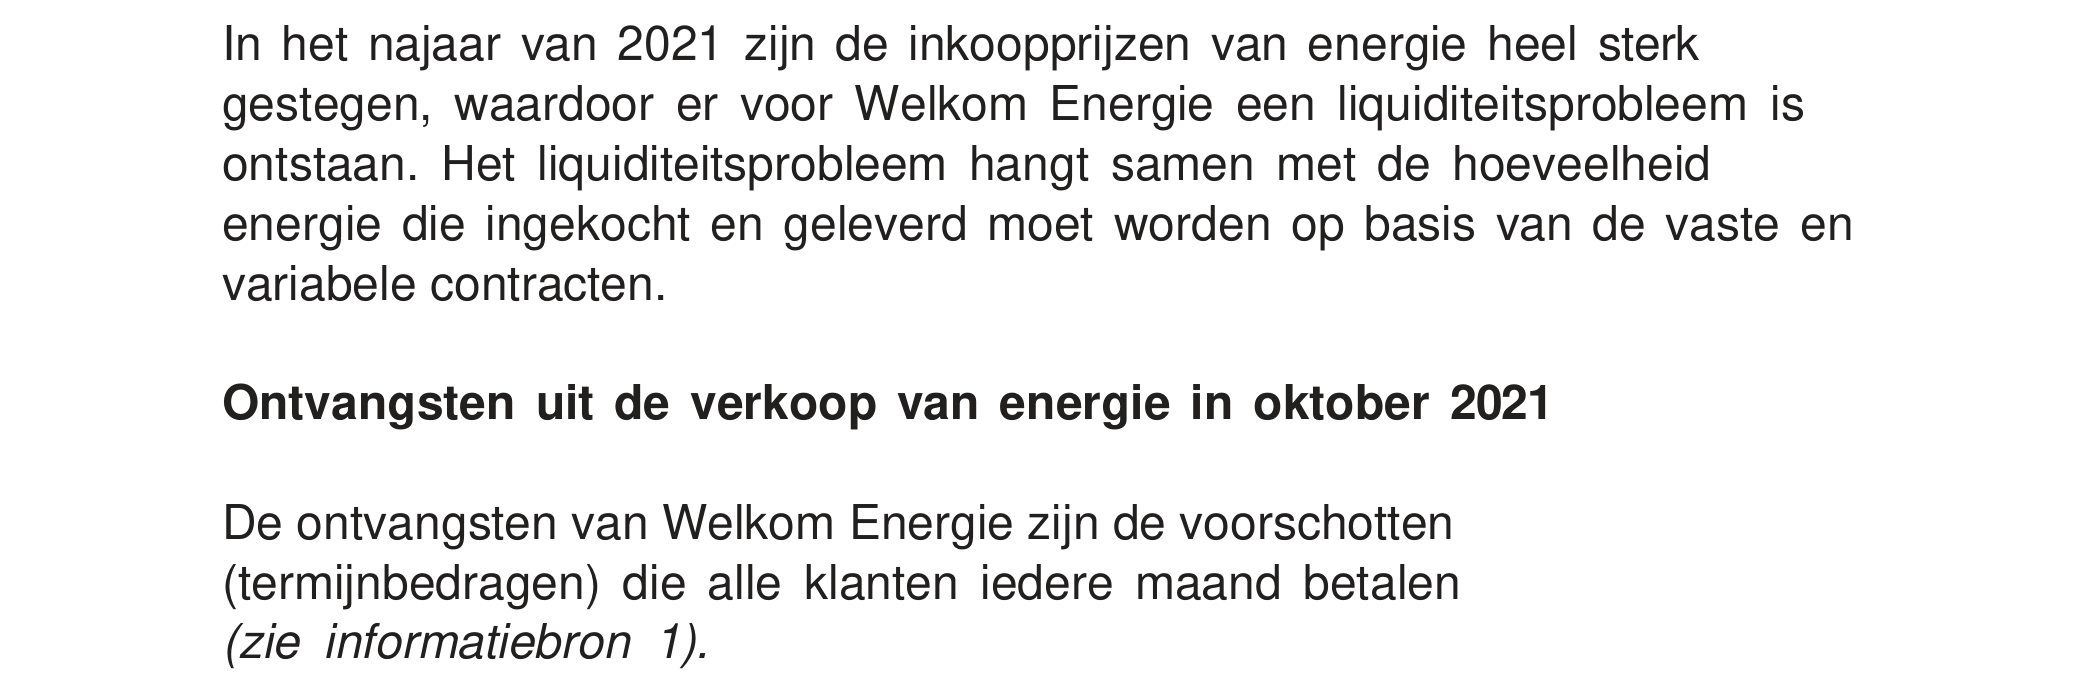 In het najaar van 2021 zijn de inkoopprijzen van energie heel sterk
gestegen, waardoor er voor Welkom Energie een liquiditeitsprobleem is
ontstaan. Het liquiditeitsprobleem hangt samen met de hoeveelheid
energie die ingekocht en geleverd moet worden op basis van de vaste en
variabele contracten.
Ontvangsten uit de verkoop van energie in oktober 2021
De ontvangsten van Welkom Energie zijn de voorschotten
(termijnbedragen) die alle klanten iedere maand betalen
(zie informatiebron 1).